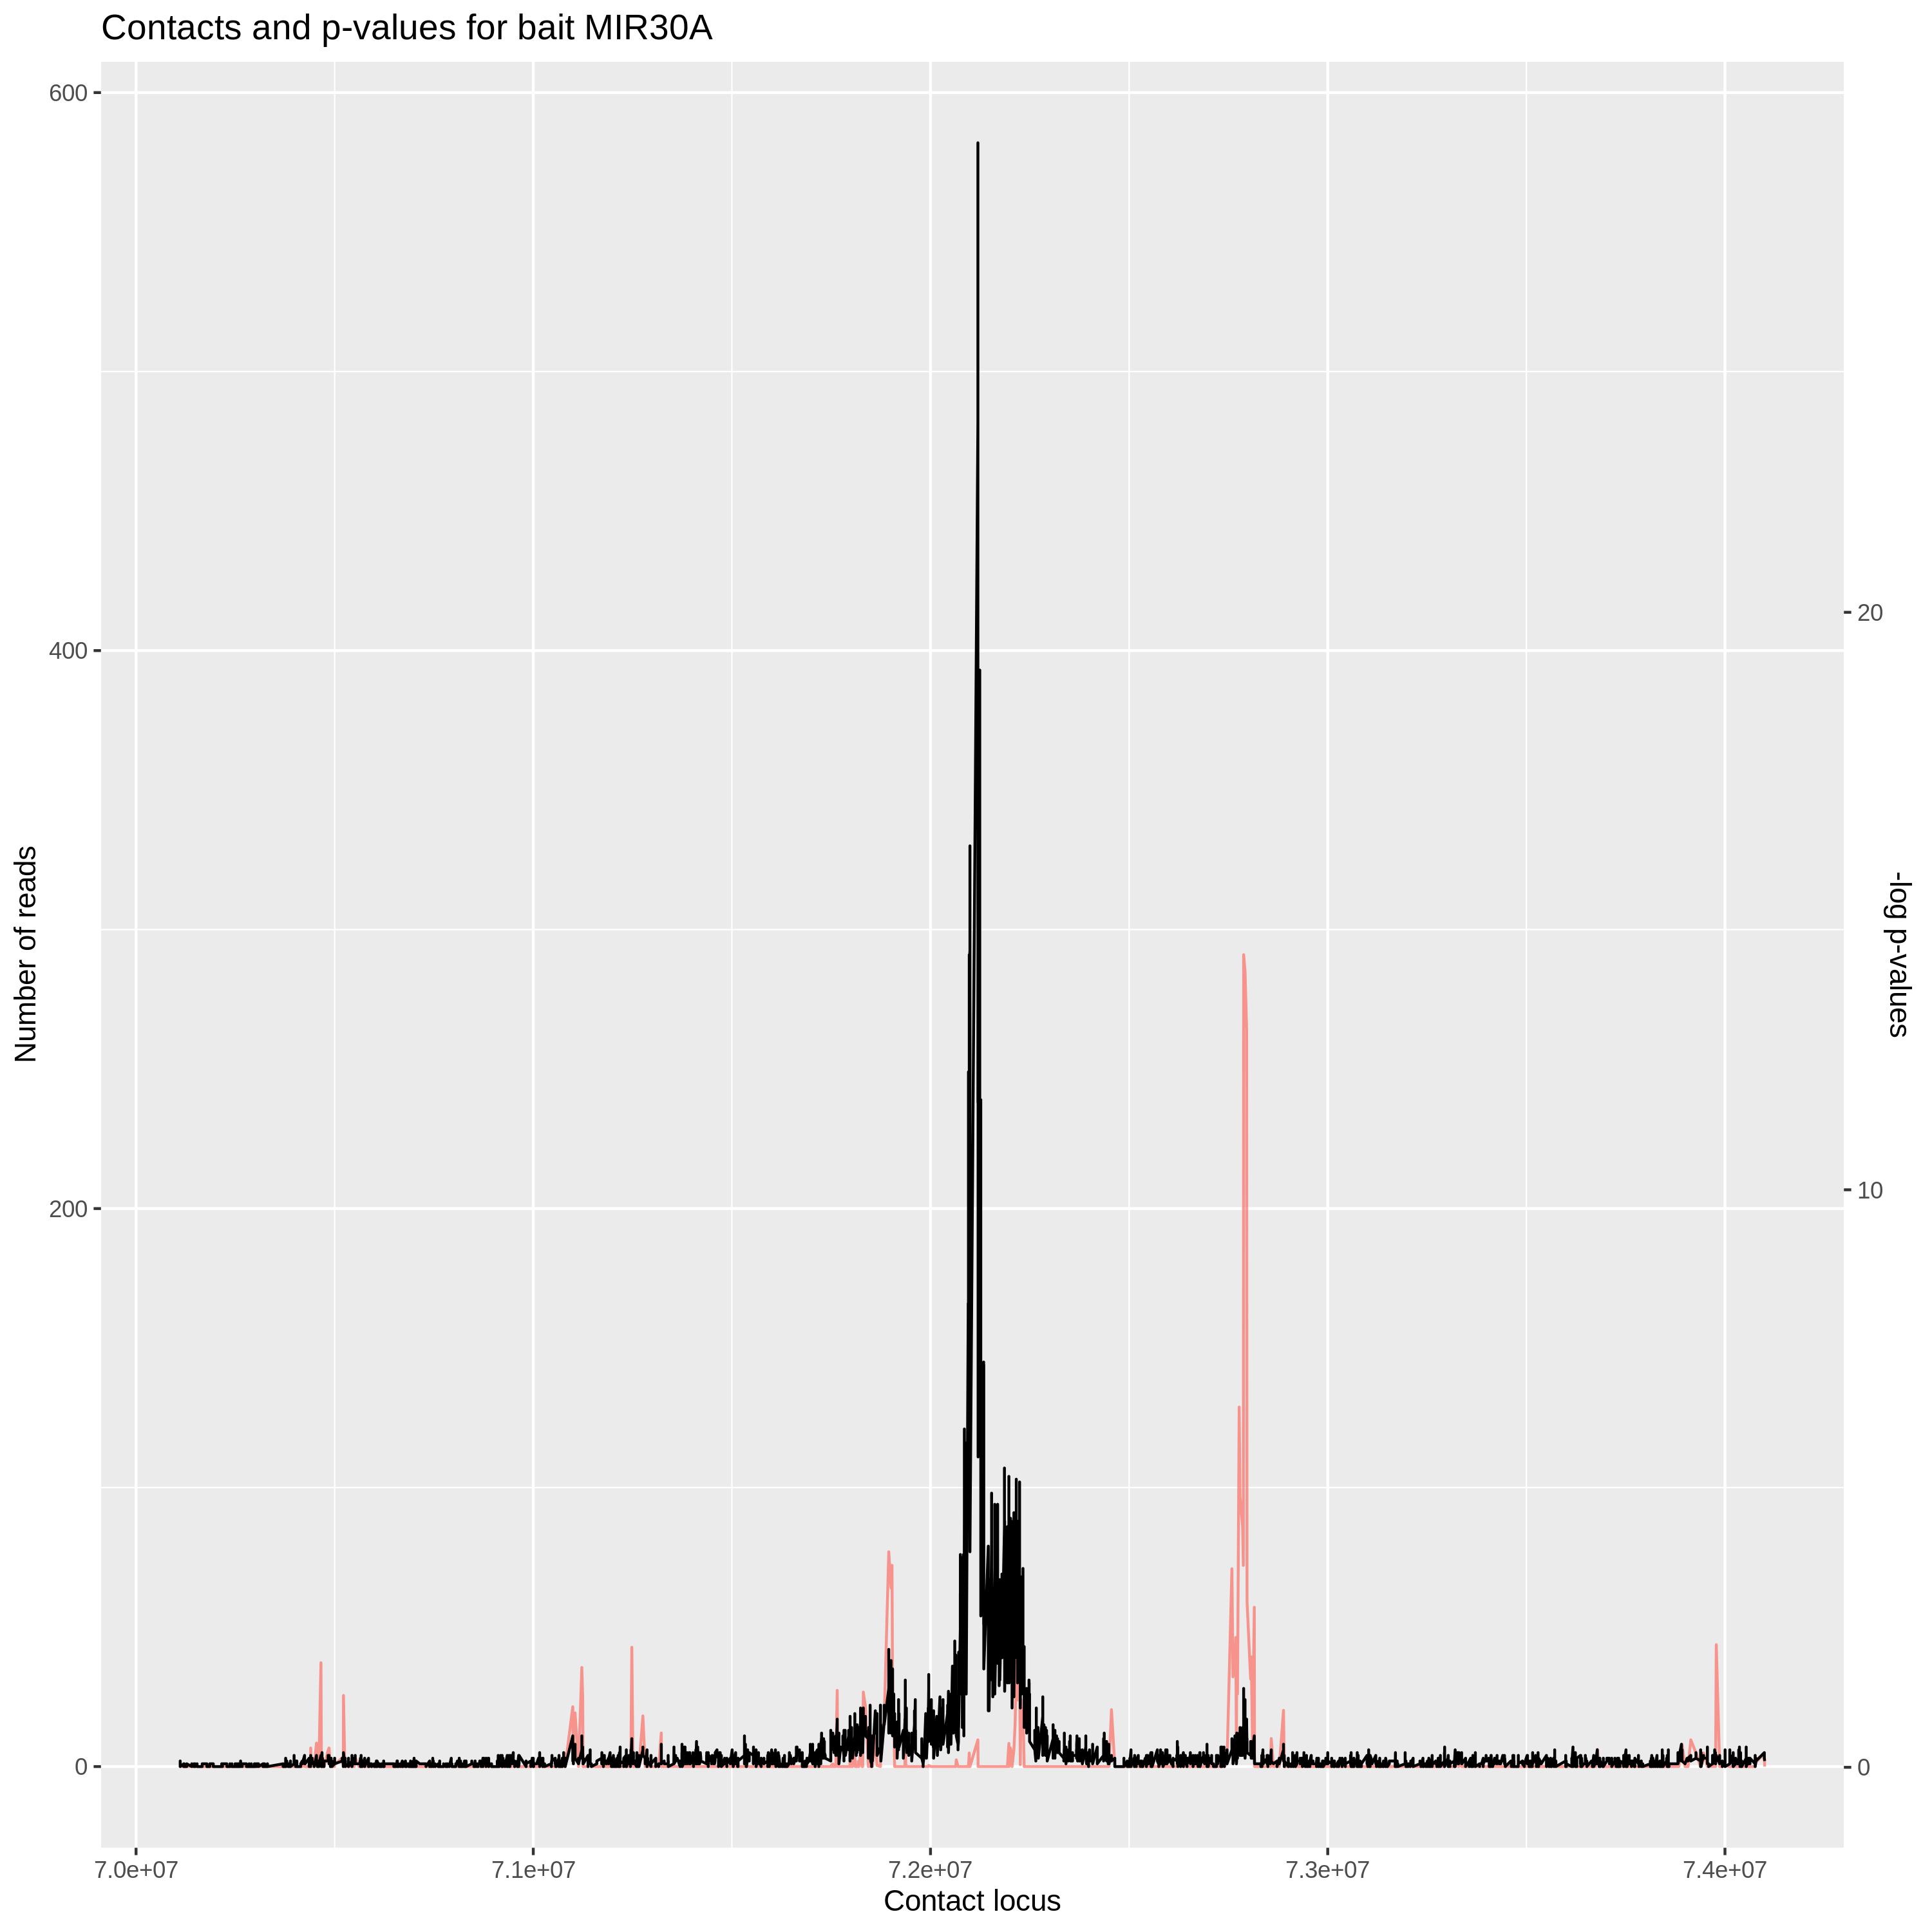 Contacts and p-values for bait MIR30A
600
400
200
0
Number of reads
20
10
0
-log p-values
7.0e+07 7.1e+07 7.2e+07 7.3e+07 7.4e+07
Contact locus